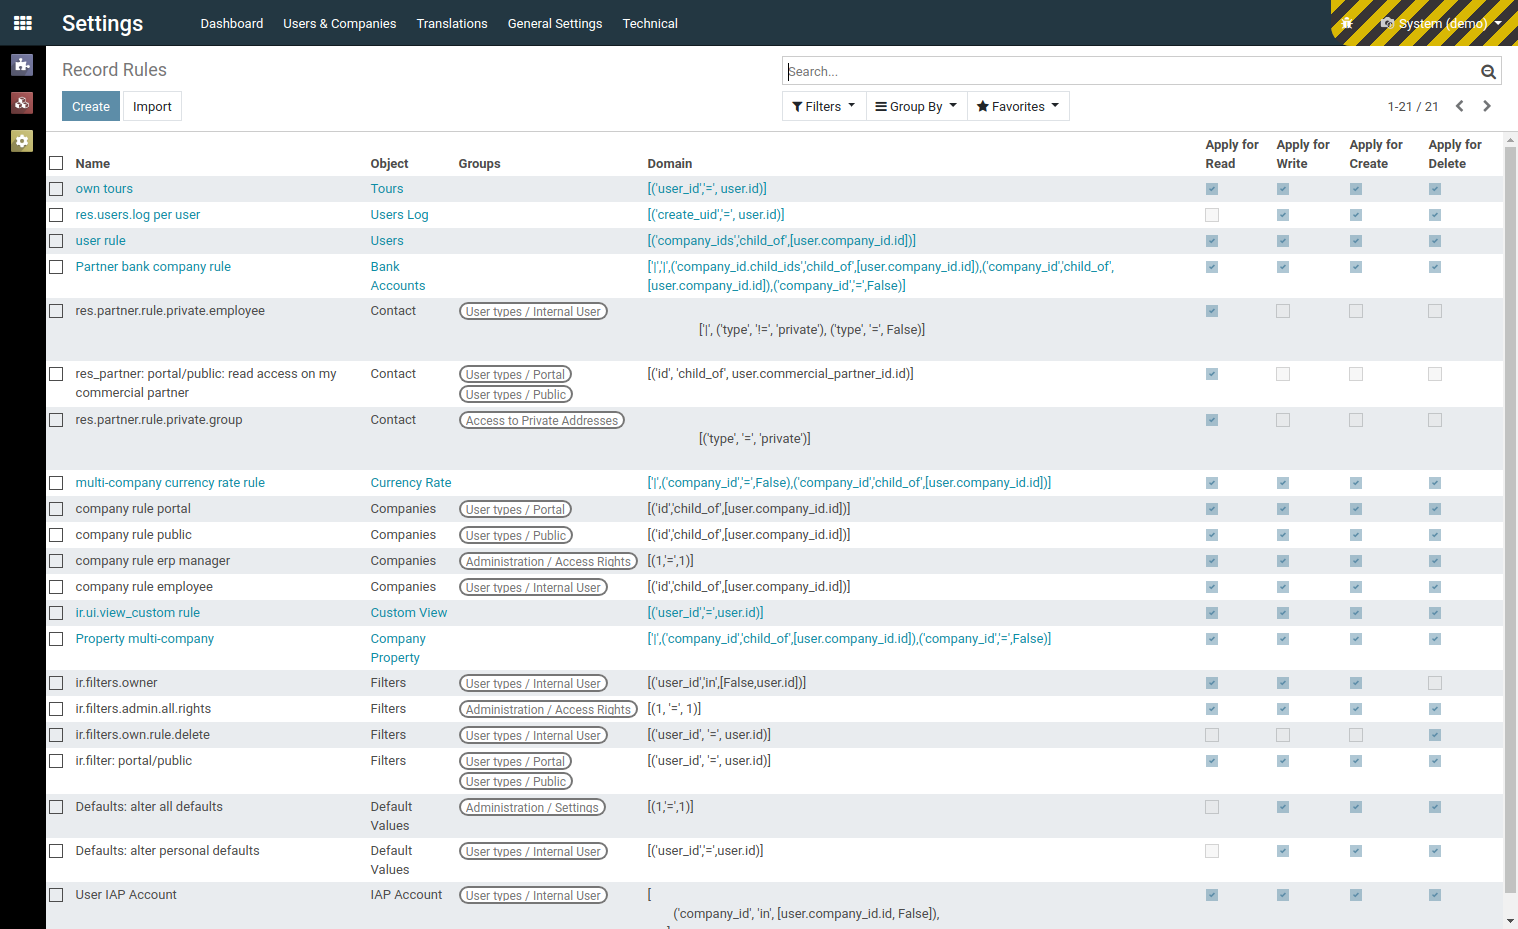 Settings Dashboard Users & Companies Translations General Settings Technical System (demo)
Record Rules Search...
Create Import Filters Group By Favorites 1-21 / 21
Name Object Groups Domain Apply for Read Apply for Write Apply for Create Apply for Delete
own tours Tours [('user_id','=', user.id)]
res.users.log per user Users Log [('create_uid','=', user.id)]
user rule Users [('company_ids','child_of',[user.company_id.id])]
Partner bank company rule Bank Accounts ['|','|',('company_id.child_ids','child_of',[user.company_id.id]),('company_id','child_of',
[user.company_id.id]),('company_id','=',False)]
res.partner.rule.private.employee Contact User types / Internal User
['|', ('type', '!=', 'private'), ('type', '=', False)]
res_partner: portal/public: read access on my commercial partner Contact User types / Portal [('id', 'child_of', user.commercial_partner_id.id)]
User types / Public
res.partner.rule.private.group Contact Access to Private Addresses
[('type', '=', 'private')]
multi-company currency rate rule Currency Rate ['|',('company_id','=',False),('company_id','child_of',[user.company_id.id])]
company rule portal Companies User types / Portal [('id','child_of',[user.company_id.id])]
company rule public Companies User types / Public [('id','child_of',[user.company_id.id])]
company rule erp manager Companies Administration / Access Rights [(1,'=',1)]
company rule employee Companies User types / Internal User [('id','child_of',[user.company_id.id])]
ir.ui.view_custom rule Custom View [('user_id','=',user.id)]
Property multi-company Company Property ['|',('company_id','child_of',[user.company_id.id]),('company_id','=',False)]
ir.filters.owner Filters User types / Internal User [('user_id','in',[False,user.id])]
ir.filters.admin.all.rights Filters Administration / Access Rights [(1, '=', 1)]
ir.filters.own.rule.delete Filters User types / Internal User [('user_id', '=', user.id)]
ir.filter: portal/public Filters User types / Portal [('user_id', '=', user.id)]
User types / Public
Defaults: alter all defaults Default Values Administration / Settings [(1,'=',1)]
Defaults: alter personal defaults Default Values User types / Internal User [('user_id','=',user.id)]
User IAP Account IAP Account User types / Internal User [
('company_id', 'in', [user.company_id.id, False]),
]